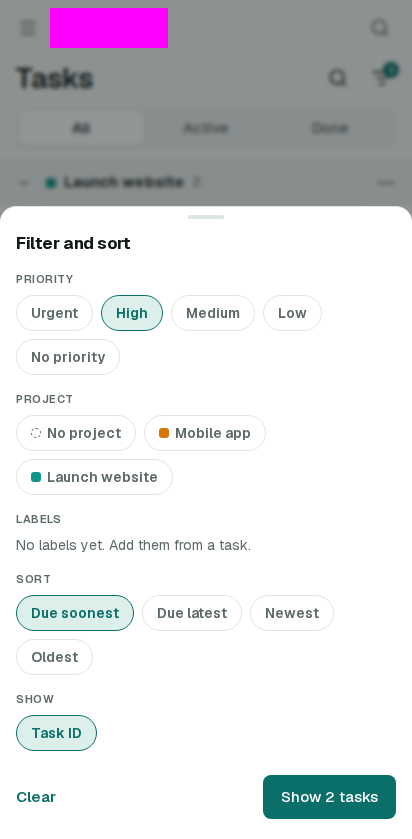 Tasks
All Active Done
Launch website 2
Filter and sort
PRIORITY
Urgent High Medium Low
No priority
PROJECT
No project Mobile app
Launch website
LABELS
No labels yet. Add them from a task.
SORT
Due soonest Due latest Newest
Oldest
SHOW
Task ID
Clear Show 2 tasks